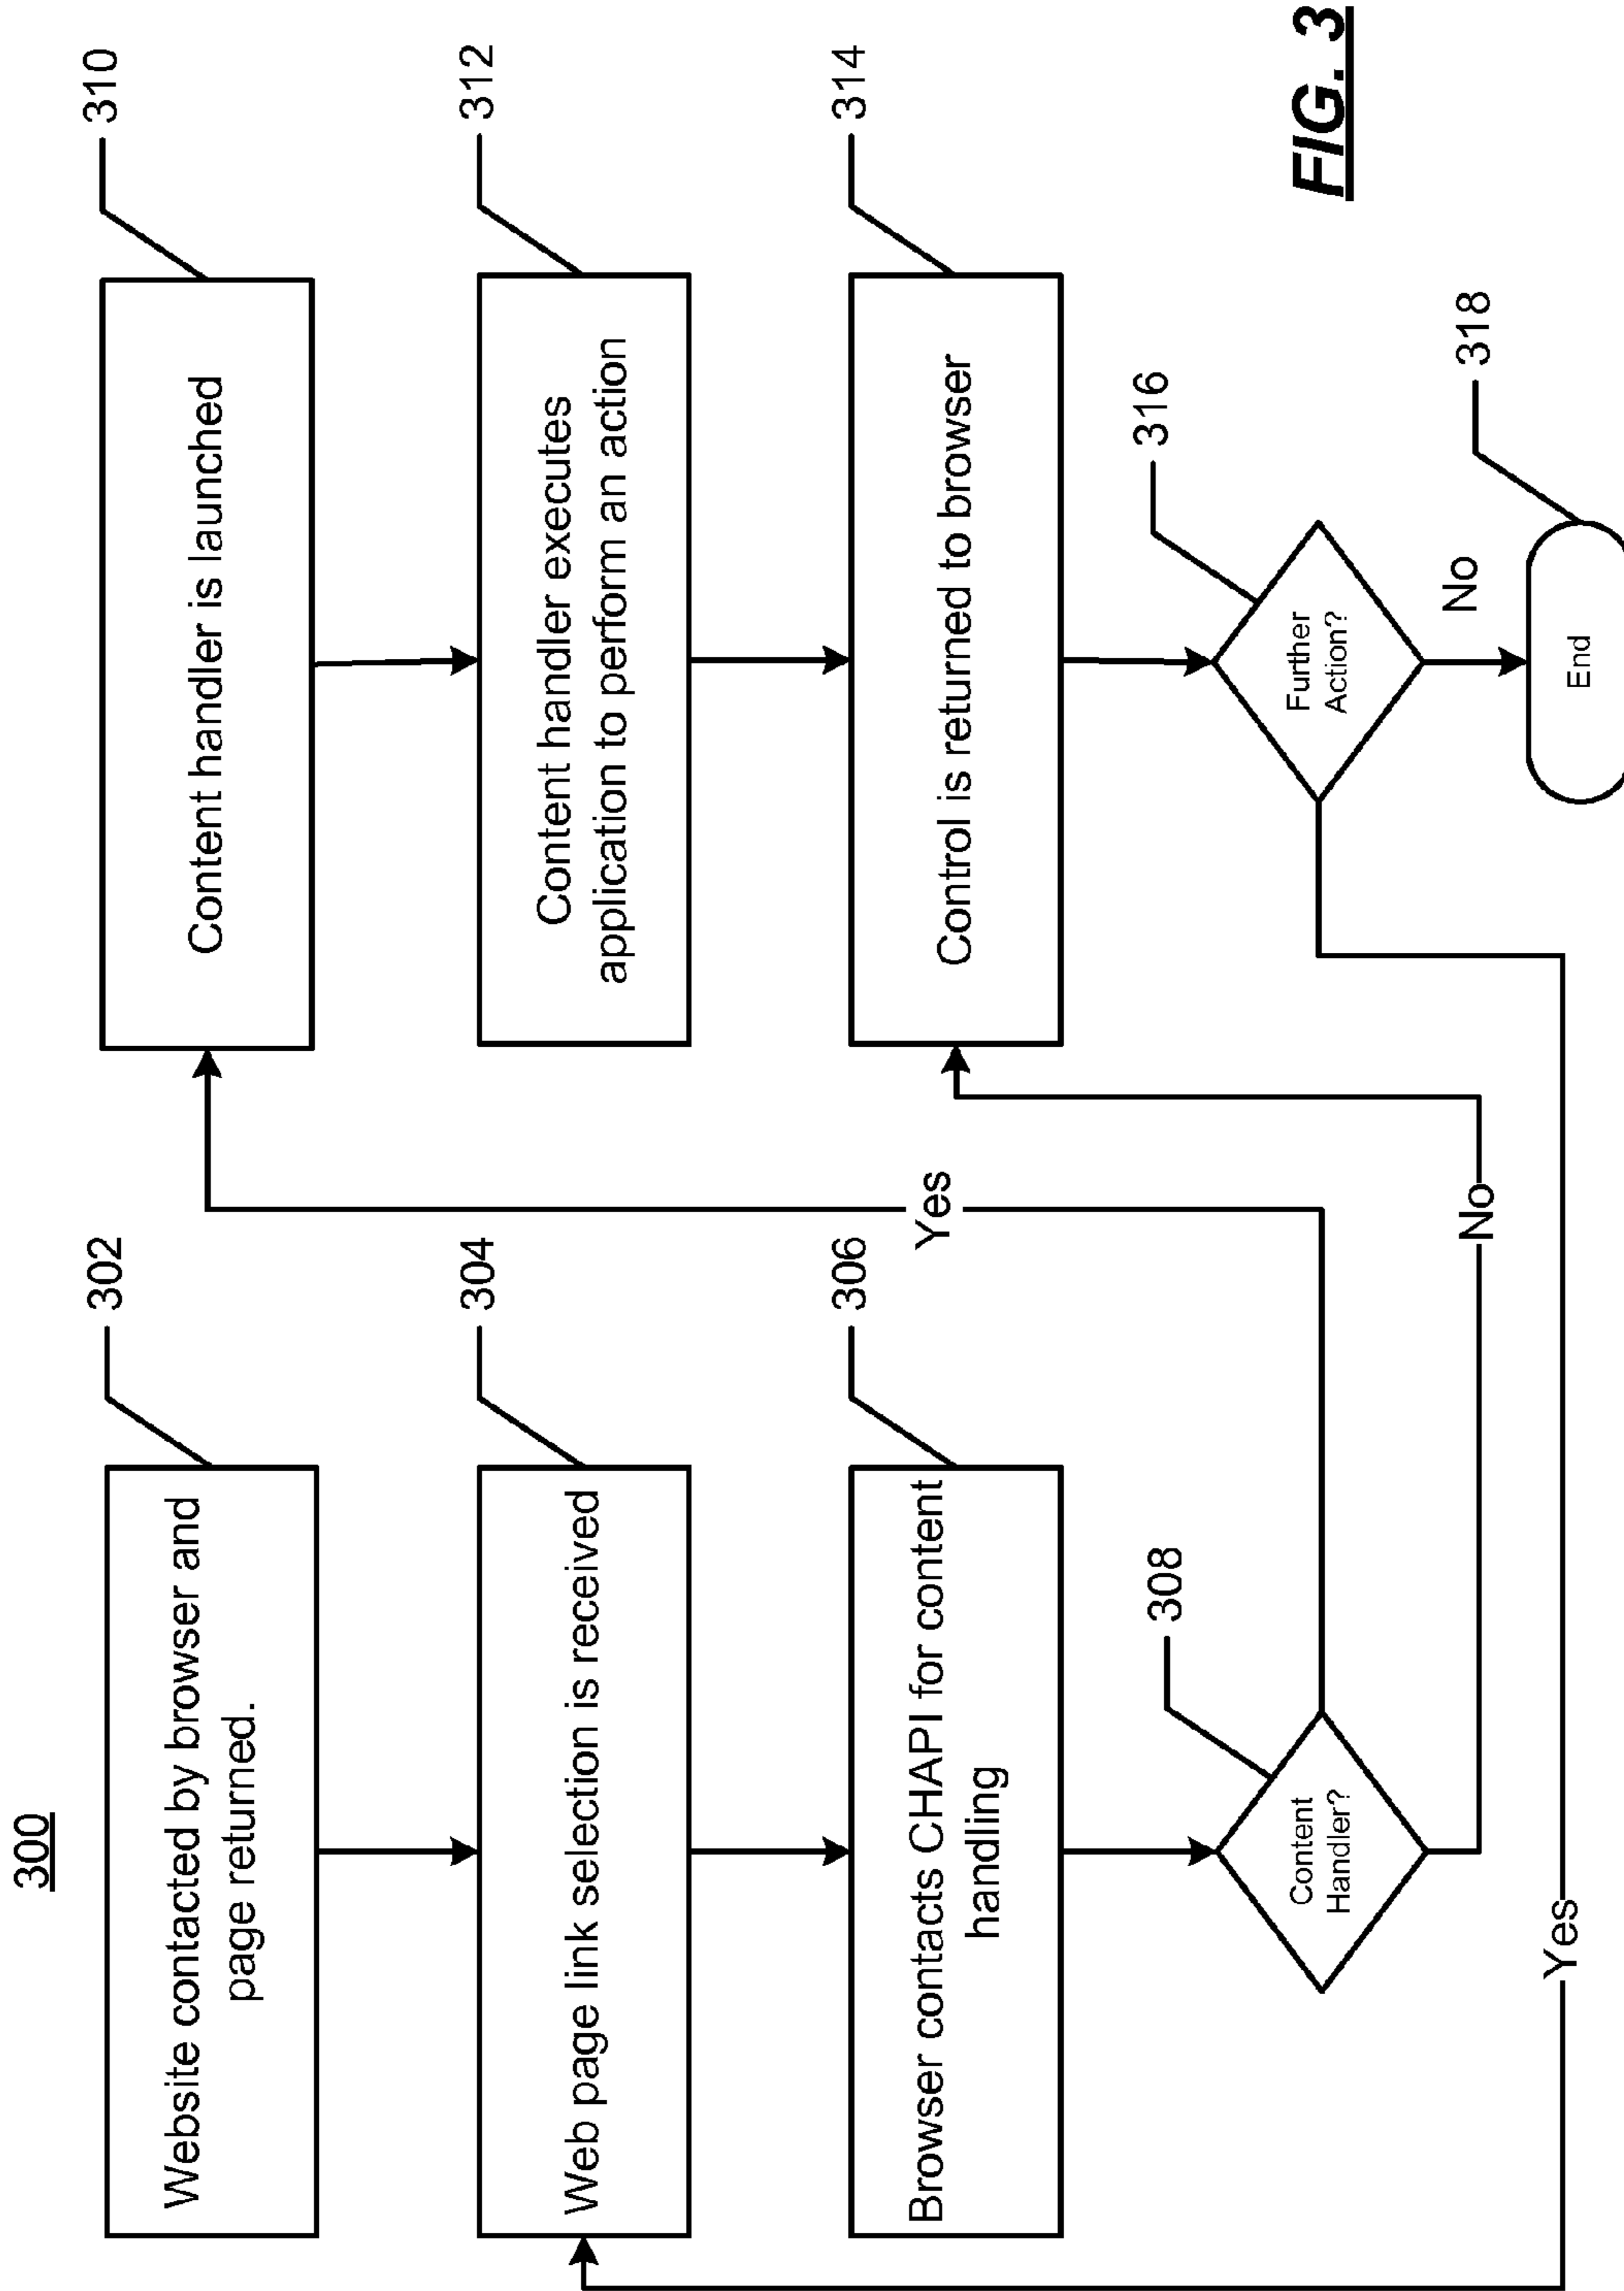 300
302
Website contacted by browser and
page returned.
304
Web page link selection is received
306
Browser contacts CHAPI for content
handling
308
Content
Handler?
Yes
No
310
Content handler is launched
312
Content handler executes
application to perform an action
314
Control is returned to browser
316
Further
Action?
Yes
No
318
End
FIG. 3